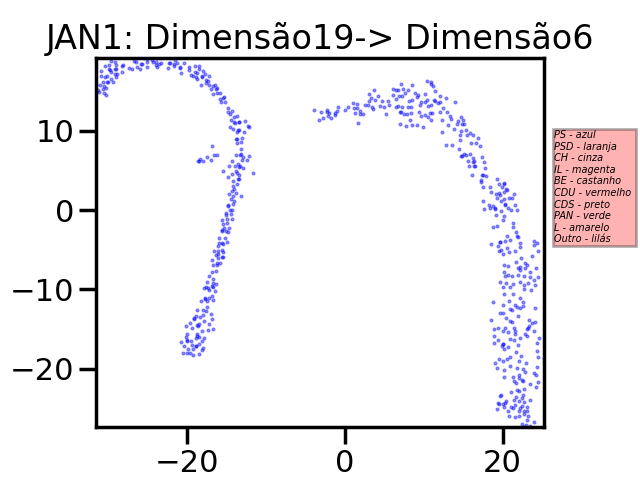 JAN1: Dimensão19-> Dimensão6
10
0
−10
−20
−20
0
20
PS - azul
PSD - laranja
CH - cinza
IL - magenta
BE - castanho
CDU - vermelho
CDS - preto
PAN - verde
L - amarelo
Outro - lilás